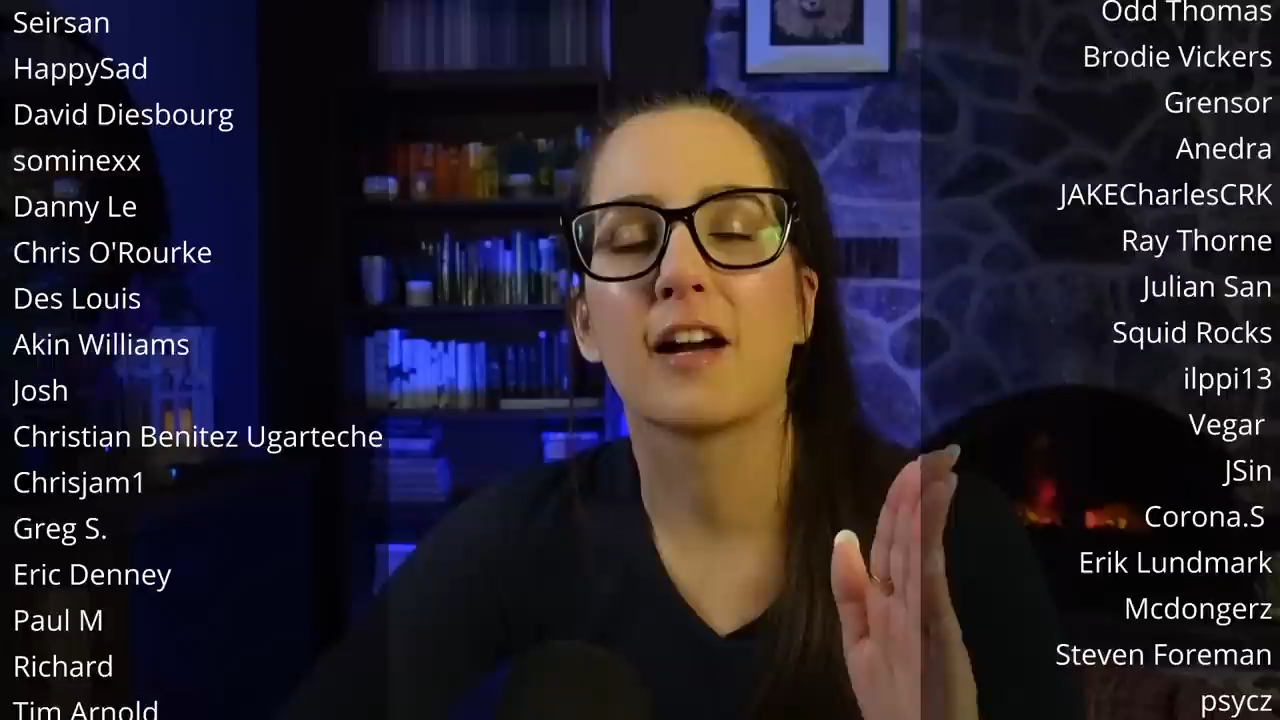 Seirsan
HappySad
David Diesbourg
sominexx
Danny Le
Chris O'Rourke
Des Louis
Akin Williams
Josh
Christian Benitez Ugarteche
Chrisjam1
Greg S.
Eric Denney
Paul M
Richard
Tim Arnold
Odd Thomas
Brodie Vickers
Grensor
Anedra
JAKECharlesCRK
Ray Thorne
Julian San
Squid Rocks
ilppi13
Vegar
JSin
Corona.S
Erik Lundmark
Mcdongerz
Steven Foreman
psycz